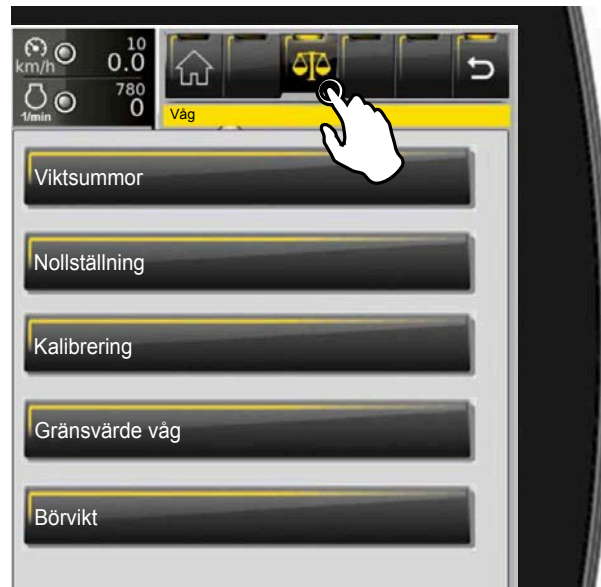 km/h 10
0.0
1/min 780
0
Våg
Viktsummor
Nollställning
Kalibrering
Gränsvärde våg
Börvikt